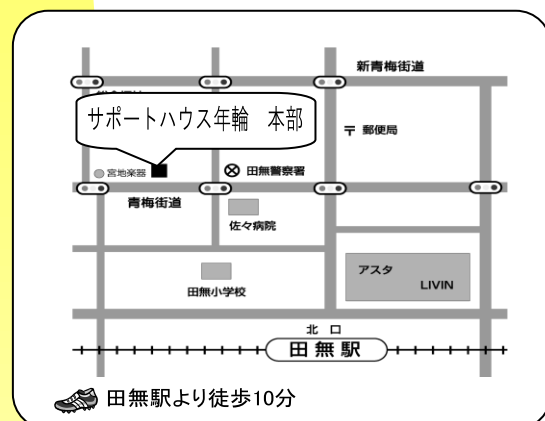 新青梅街道
サポートハウス年輪　本部
〒 郵便局
宮地楽器
田無警察署
青梅街道
佐々病院
アスタ
LIVIN
田無小学校
北口
田無駅
田無駅より徒歩10分